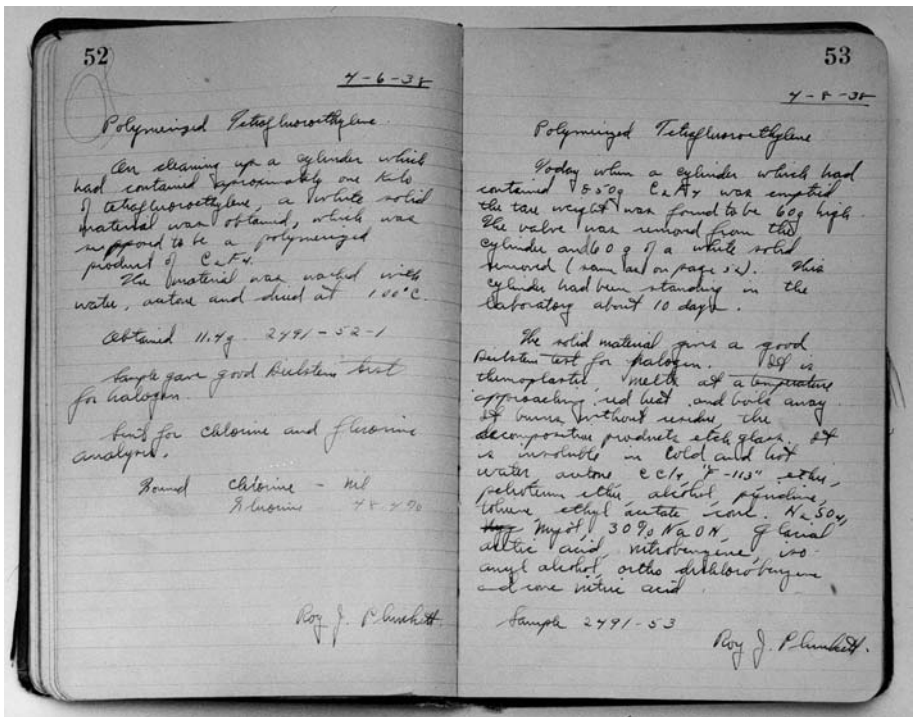 52
4-6-38
Polymerized Tetrafluoroethylene.
On cleaning up a cylinder which
had contained aproximately one kilo
of tetrafluoroethylene, a white solid
material was obtained, which was
supposed to be a polymerized
product of C2F4.
The material was washed with
water, acetone and dried at 100°C.
Obtained 11.4g. 2491-52-1
Sample gave good Beilstein test
for halogen.
Sent for chlorine and fluorine
analysis.
Found chlorine - nil
Fluorine 48.4%
Roy J. Plunkett.
53
4-8-38
Polymerized Tetrafluoroethylene
Today when a cylinder which had
contained 850g C2F4 was emptied
the tare weight was found to be 60g high.
The valve was removed from the
cylinder and 60g of a white solid
removed (same as on page 52). This
cylinder had been standing in the
laboratory about 10 days.
The solid material gives a good
Beilstein test for halogen. It is
thermoplastic, melts at a temperature
approaching red heat and boils away.
It burns without residue, the
decomposition products etch glass. It
is insoluble in cold and hot
water acetone CCl4 "F-113" ether,
petroleum ether, alcohol, pyridine,
toluene ethyl acetate conc. H2SO4,
30% NaOH, glacial
acetic acid, nitrobenzene, iso-
amyl alcohol, ortho dichlorobenzene
and conc nitric acid.
Sample 2491-53
Roy J. Plunkett.